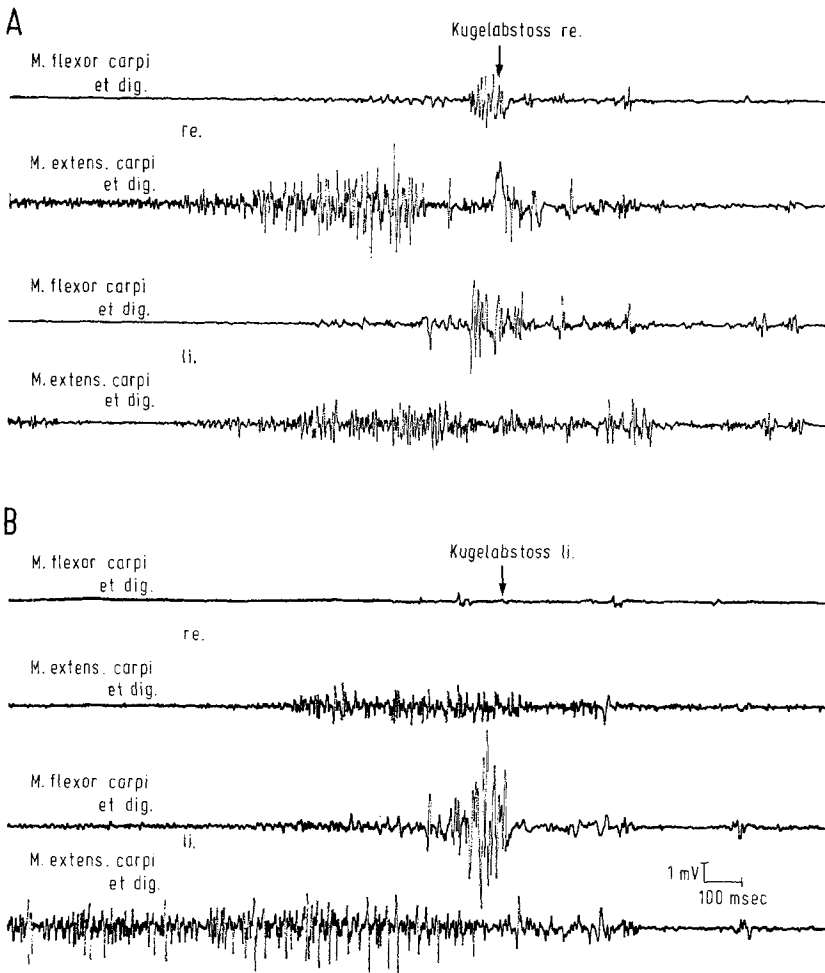 A
Kugelabstoss re.
M. flexor carpi
et dig.
re.
M. extens. carpi
et dig.
M. flexor carpi
et dig.
li.
M. extens. carpi
et dig.
B
Kugelabstoss li.
M. flexor carpi
et dig.
re.
M. extens. carpi
et dig.
M. flexor carpi
et dig.
li.
M. extens. carpi
et dig.
1 mV
100 msec